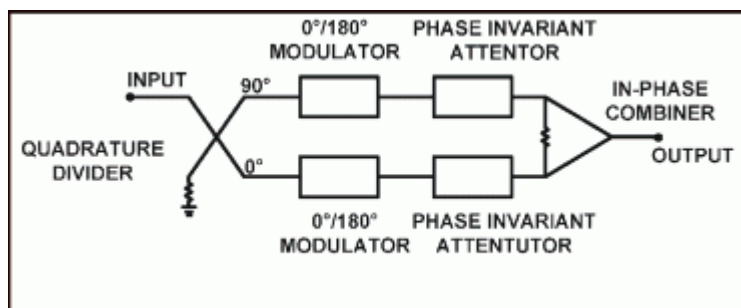 0°/180°
MODULATOR
PHASE INVARIANT
ATTENTOR
INPUT
90°
IN-PHASE
COMBINER
QUADRATURE
DIVIDER
0°
OUTPUT
0°/180°
MODULATOR
PHASE INVARIANT
ATTENTUTOR